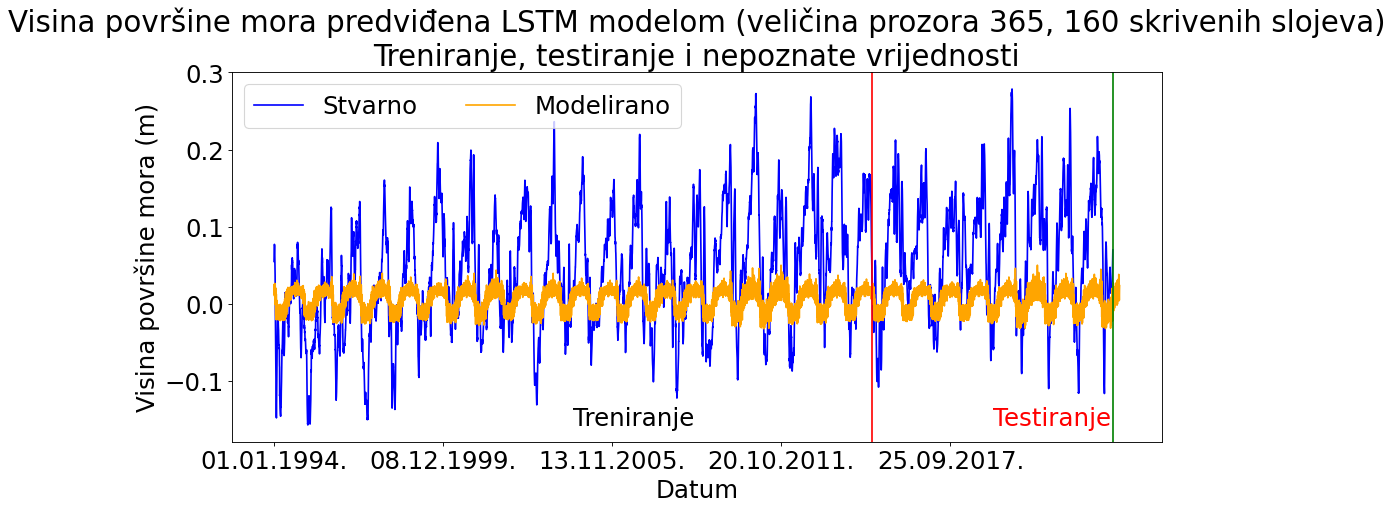 Visina površine mora predviđena LSTM modelom (veličina prozora 365, 160 skrivenih slojeva)
Treniranje, testiranje i nepoznate vrijednosti
Stvarno Modelirano
Visina površine mora (m)
0.3
0.2
0.1
0.0
−0.1
Treniranje Testiranje
01.01.1994. 08.12.1999. 13.11.2005. 20.10.2011. 25.09.2017.
Datum